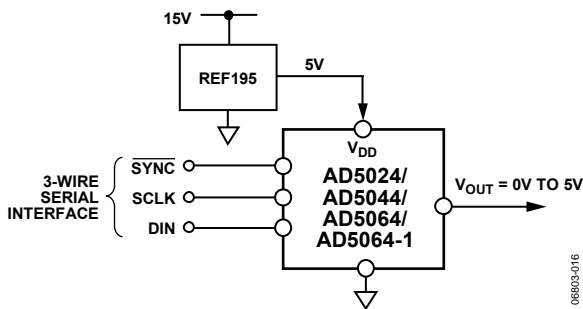 15V
REF195
5V
VDD
3-WIRE
SERIAL
INTERFACE
SYNC
SCLK
DIN
AD5024/
AD5044/
AD5064/
AD5064-1
VOUT = 0V TO 5V
06803-016